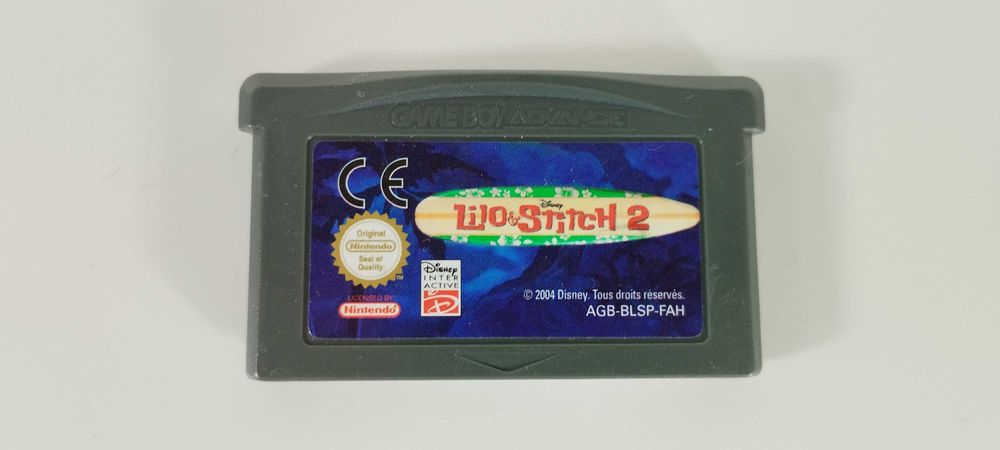 GAME BOY ADVANCE
CE
Disney
LILO & STITCH 2
Original
Nintendo
Seal of
Quality
TM
Disney
INTER
ACTIVE
LICENSED BY
Nintendo
© 2004 Disney. Tous droits réservés.
AGB-BLSP-FAH